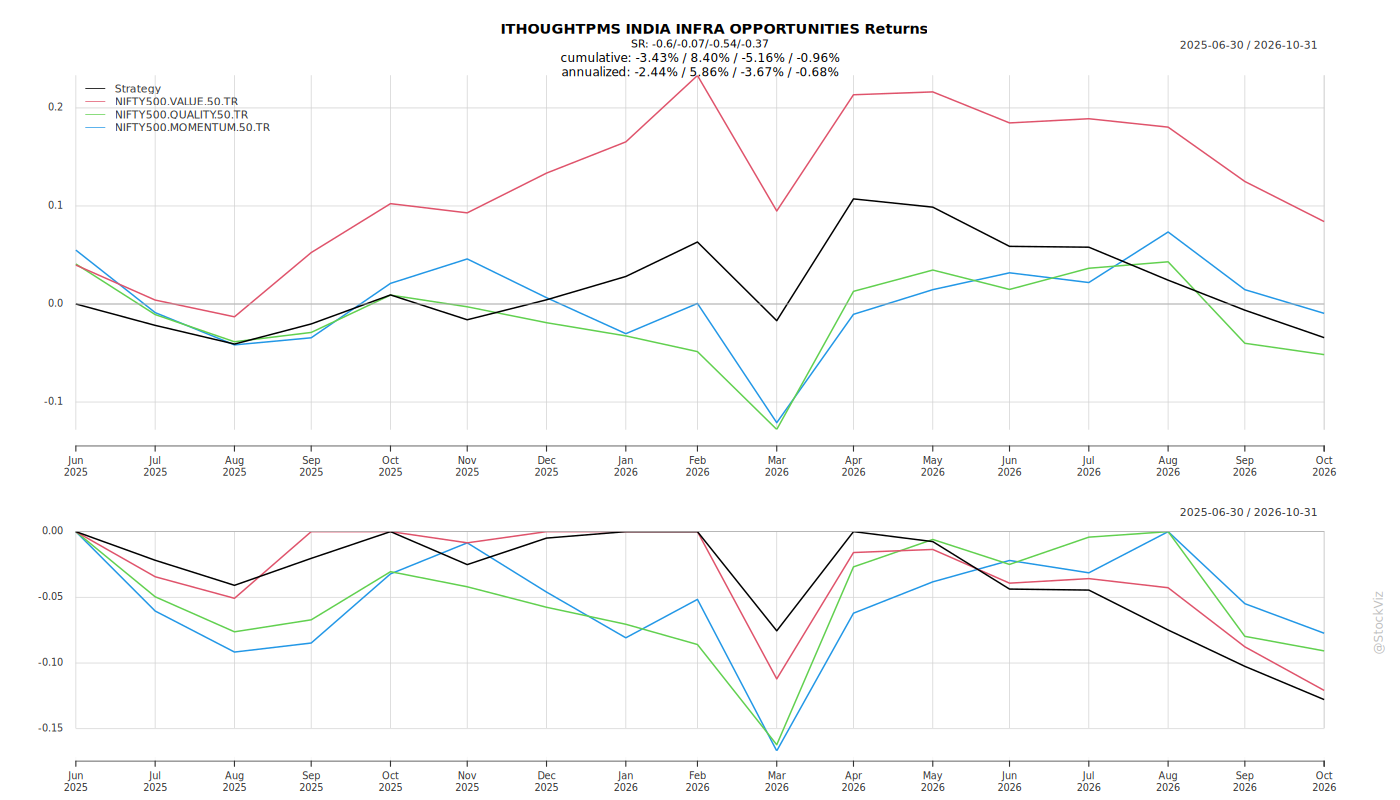 ITHOUGHTPMS INDIA INFRA OPPORTUNITIES Returns
SR: -0.6/-0.07/-0.54/-0.37
cumulative: -3.43% / 8.40% / -5.16% / -0.96%
annualized: -2.44% / 5.86% / -3.67% / -0.68%
2025-06-30 / 2026-10-31
Strategy
NIFTY500.VALUE.50.TR
NIFTY500.QUALITY.50.TR
NIFTY500.MOMENTUM.50.TR
0.2
0.1
0.0
-0.1
Jun Jul Aug Sep Oct Nov Dec Jan Feb Mar Apr May Jun Jul Aug Sep Oct
2025 2025 2025 2025 2025 2025 2025 2026 2026 2026 2026 2026 2026 2026 2026 2026 2026
2025-06-30 / 2026-10-31
0.00
-0.05
-0.10
-0.15
Jun Jul Aug Sep Oct Nov Dec Jan Feb Mar Apr May Jun Jul Aug Sep Oct
2025 2025 2025 2025 2025 2025 2025 2026 2026 2026 2026 2026 2026 2026 2026 2026 2026
@StockViz